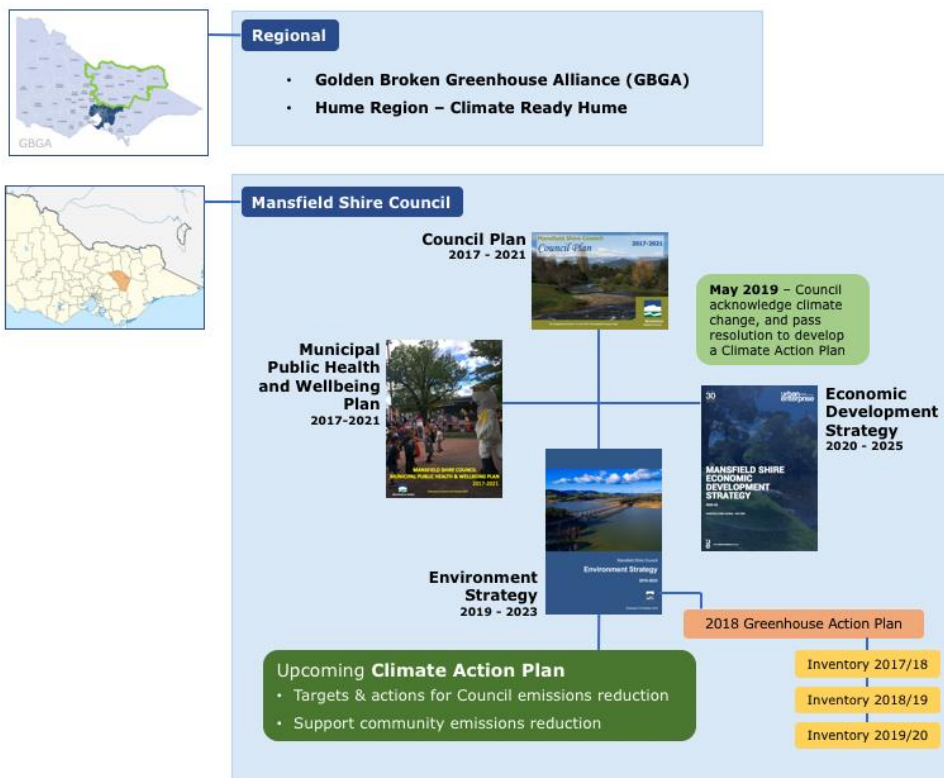 Regional
• Golden Broken Greenhouse Alliance (GBGA)
• Hume Region – Climate Ready Hume
GBGA
Mansfield Shire Council
Council Plan
2017 - 2021
Mansfield Shire Council
Council Plan
2017-2021
May 2019 – Council
acknowledge climate
change, and pass
resolution to develop
a Climate Action Plan
Municipal
Public Health
and Wellbeing
Plan
2017-2021
MANSFIELD SHIRE COUNCIL
MUNICIPAL PUBLIC HEALTH & WELLBEING PLAN
2017-2021
30
urban
enterprise
MANSFIELD SHIRE
ECONOMIC
DEVELOPMENT
STRATEGY
Economic
Development
Strategy
2020 - 2025
Mansfield Shire Council
Environment Strategy
2019-2023
Environment
Strategy
2019 - 2023
2018 Greenhouse Action Plan
Inventory 2017/18
Inventory 2018/19
Inventory 2019/20
Upcoming Climate Action Plan
• Targets & actions for Council emissions reduction
• Support community emissions reduction